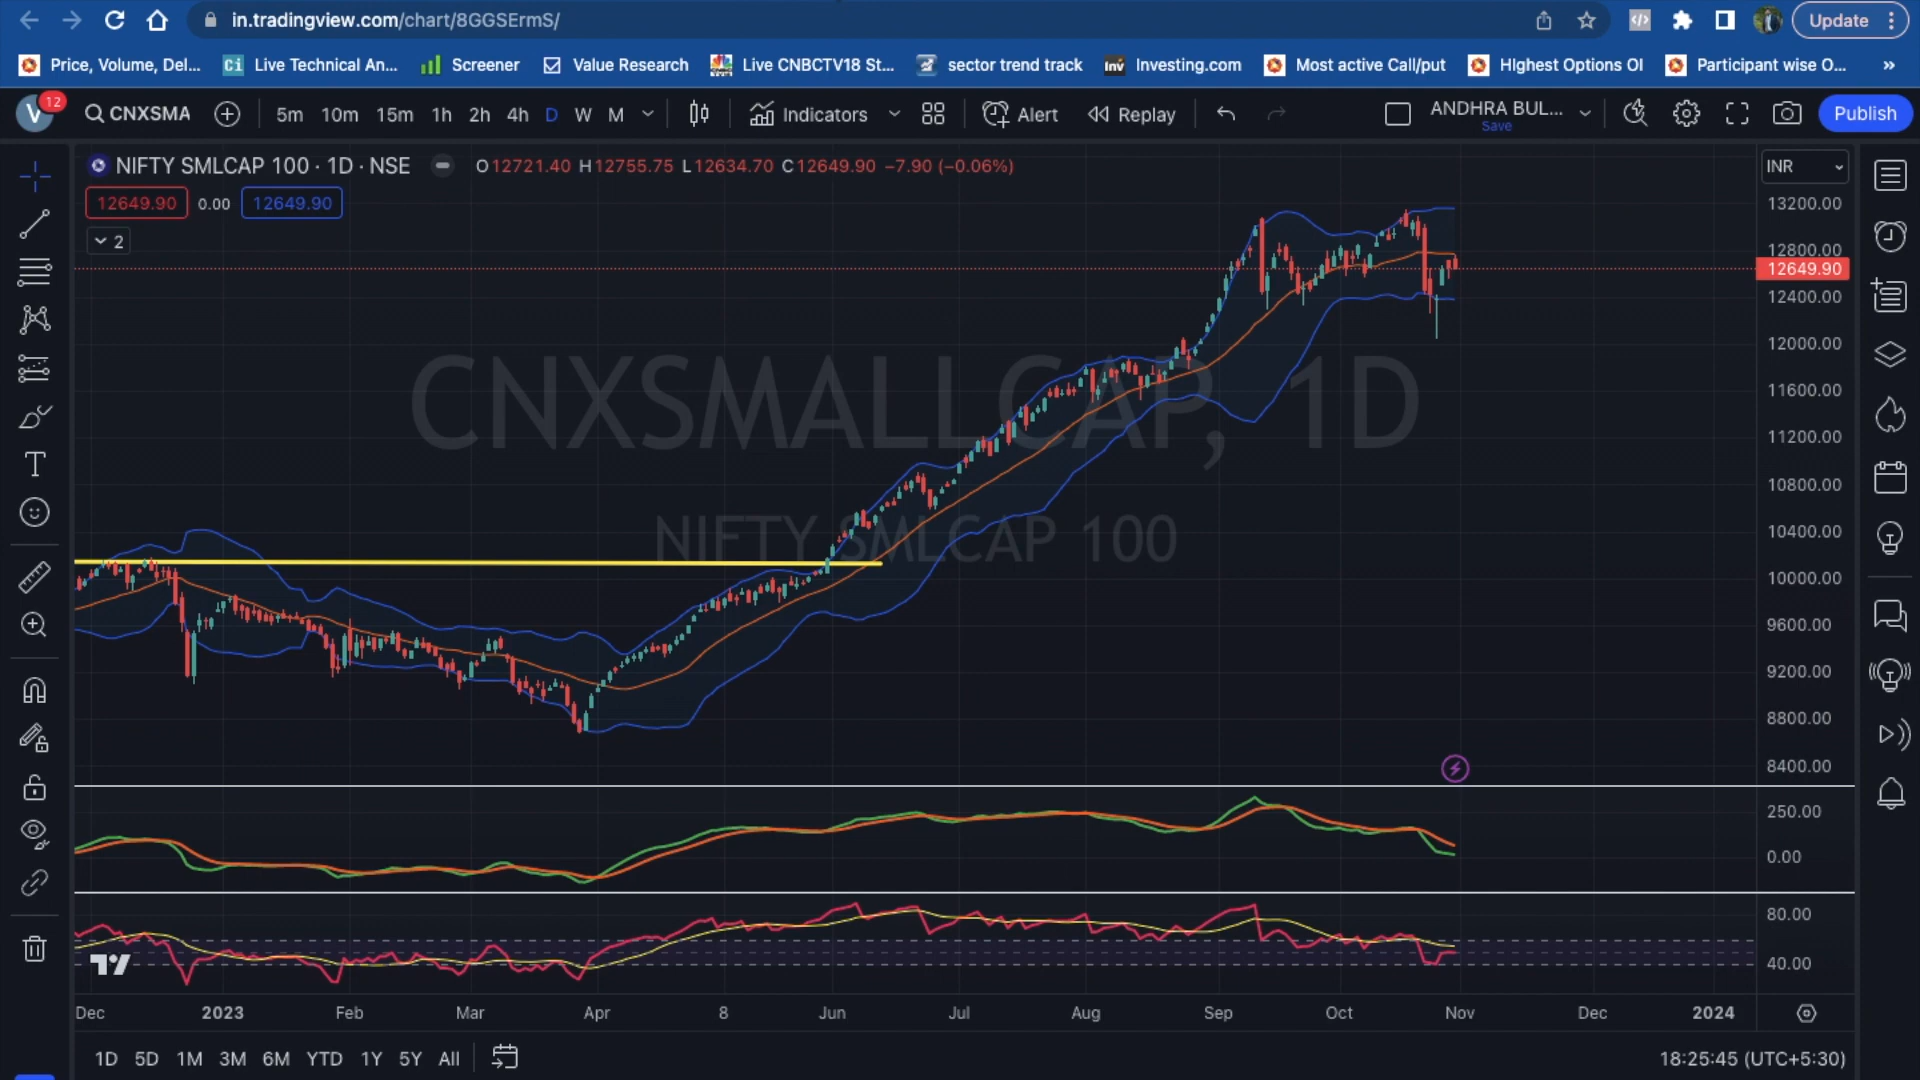 in.tradingview.com/chart/8GGSErmS/
Update
Price, Volume, Del...
Ci Live Technical An...
Screener
Value Research
Live CNBCTV18 St...
sector trend track
Inv Investing.com
Most active Call/put
HIghest Options OI
Participant wise O...
»
V 12
CNXSMA
5m 10m 15m 1h 2h 4h D W M
Indicators
Alert
Replay
ANDHRA BUL...
Save
Publish
NIFTY SMLCAP 100 · 1D · NSE
O12721.40 H12755.75 L12634.70 C12649.90 −7.90 (−0.06%)
INR
12649.90 0.00 12649.90
2
CNXSMALLCAP, 1D
NIFTY SMLCAP 100
13200.00
12800.00
12649.90
12400.00
12000.00
11600.00
11200.00
10800.00
10400.00
10000.00
9600.00
9200.00
8800.00
8400.00
250.00
0.00
80.00
40.00
Dec 2023 Feb Mar Apr 8 Jun Jul Aug Sep Oct Nov Dec 2024
1D 5D 1M 3M 6M YTD 1Y 5Y All
18:25:45 (UTC+5:30)